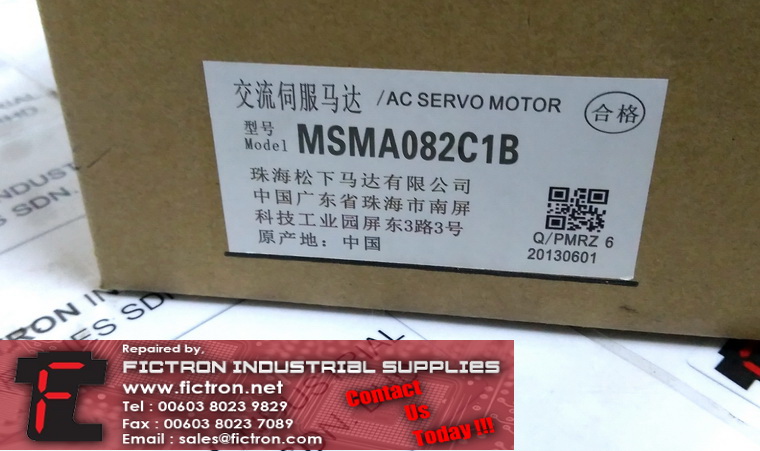 交流伺服马达 /AC SERVO MOTOR 合格
型号
Model MSMA082C1B
珠海松下马达有限公司
中国广东省珠海市南屏
科技工业园屏东3路3号
原产地：中国
Q/PMRZ 6
20130601
Repaired by,
FICTRON INDUSTRIAL SUPPLIES
www.fictron.net
Tel : 00603 8023 9829
Fax : 00603 8023 7089
Email : sales@fictron.com
Contact
Us
Today !!!